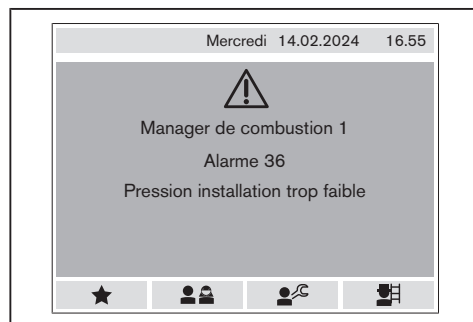 Mercredi 14.02.2024 16.55
Manager de combustion 1
Alarme 36
Pression installation trop faible